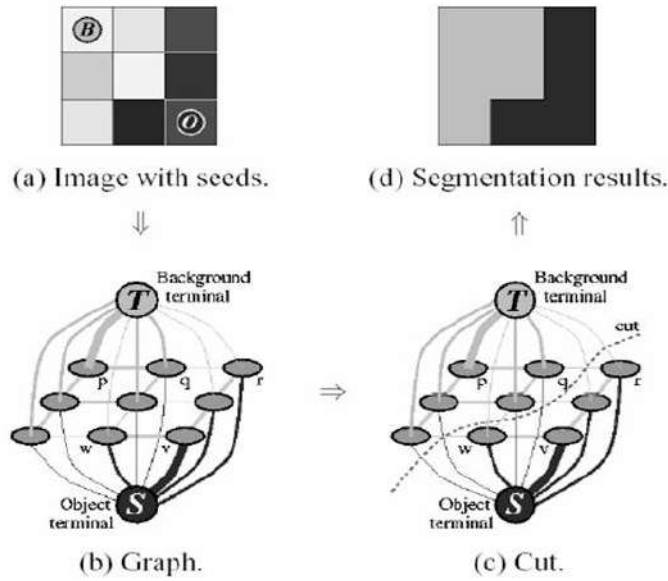 B
O
(a) Image with seeds.
(d) Segmentation results.
⇓
⇑
Background
terminal
T
p
q
r
w
v
Object
terminal
S
(b) Graph.
⇒
Background
terminal
T
cut
p
q
r
w
v
Object
terminal
S
(c) Cut.